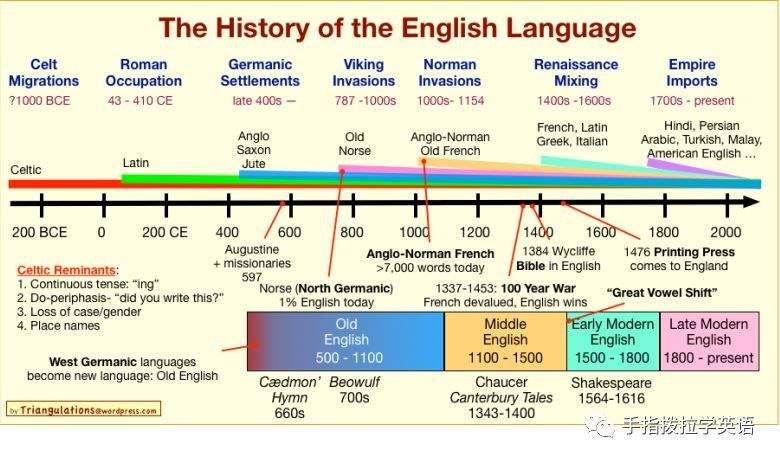 The History of the English Language
Celt
Migrations
?1000 BCE
Roman
Occupation
43 - 410 CE
Germanic
Settlements
late 400s —
Viking
Invasions
787 -1000s
Norman
Invasions
1000s- 1154
Renaissance
Mixing
1400s -1600s
Empire
Imports
1700s - present
Celtic
Latin
Anglo
Saxon
Jute
Old
Norse
Anglo-Norman
Old French
French, Latin
Greek, Italian
Hindi, Persian
Arabic, Turkish, Malay,
American English ...
200 BCE 0 200 CE 400 600 800 1000 1200 1400 1600 1800 2000
Augustine
+ missionaries
597
Norse (North Germanic)
1% English today
Anglo-Norman French
>7,000 words today
1337-1453: 100 Year War
French devalued, English wins
1384 Wycliffe
Bible in English
1476 Printing Press
comes to England
"Great Vowel Shift"
Celtic Reminants:
1. Continuous tense: "ing"
2. Do-periphasis- "did you write this?"
3. Loss of case/gender
4. Place names
West Germanic languages
become new language: Old English
Old
English
500 - 1100
Middle
English
1100 - 1500
Early Modern
English
1500 - 1800
Late Modern
English
1800 - present
Cædmon'
Hymn
660s
Beowulf
700s
Chaucer
Canterbury Tales
1343-1400
Shakespeare
1564-1616
by Triangulations@wordpress.com
手指拨拉学英语